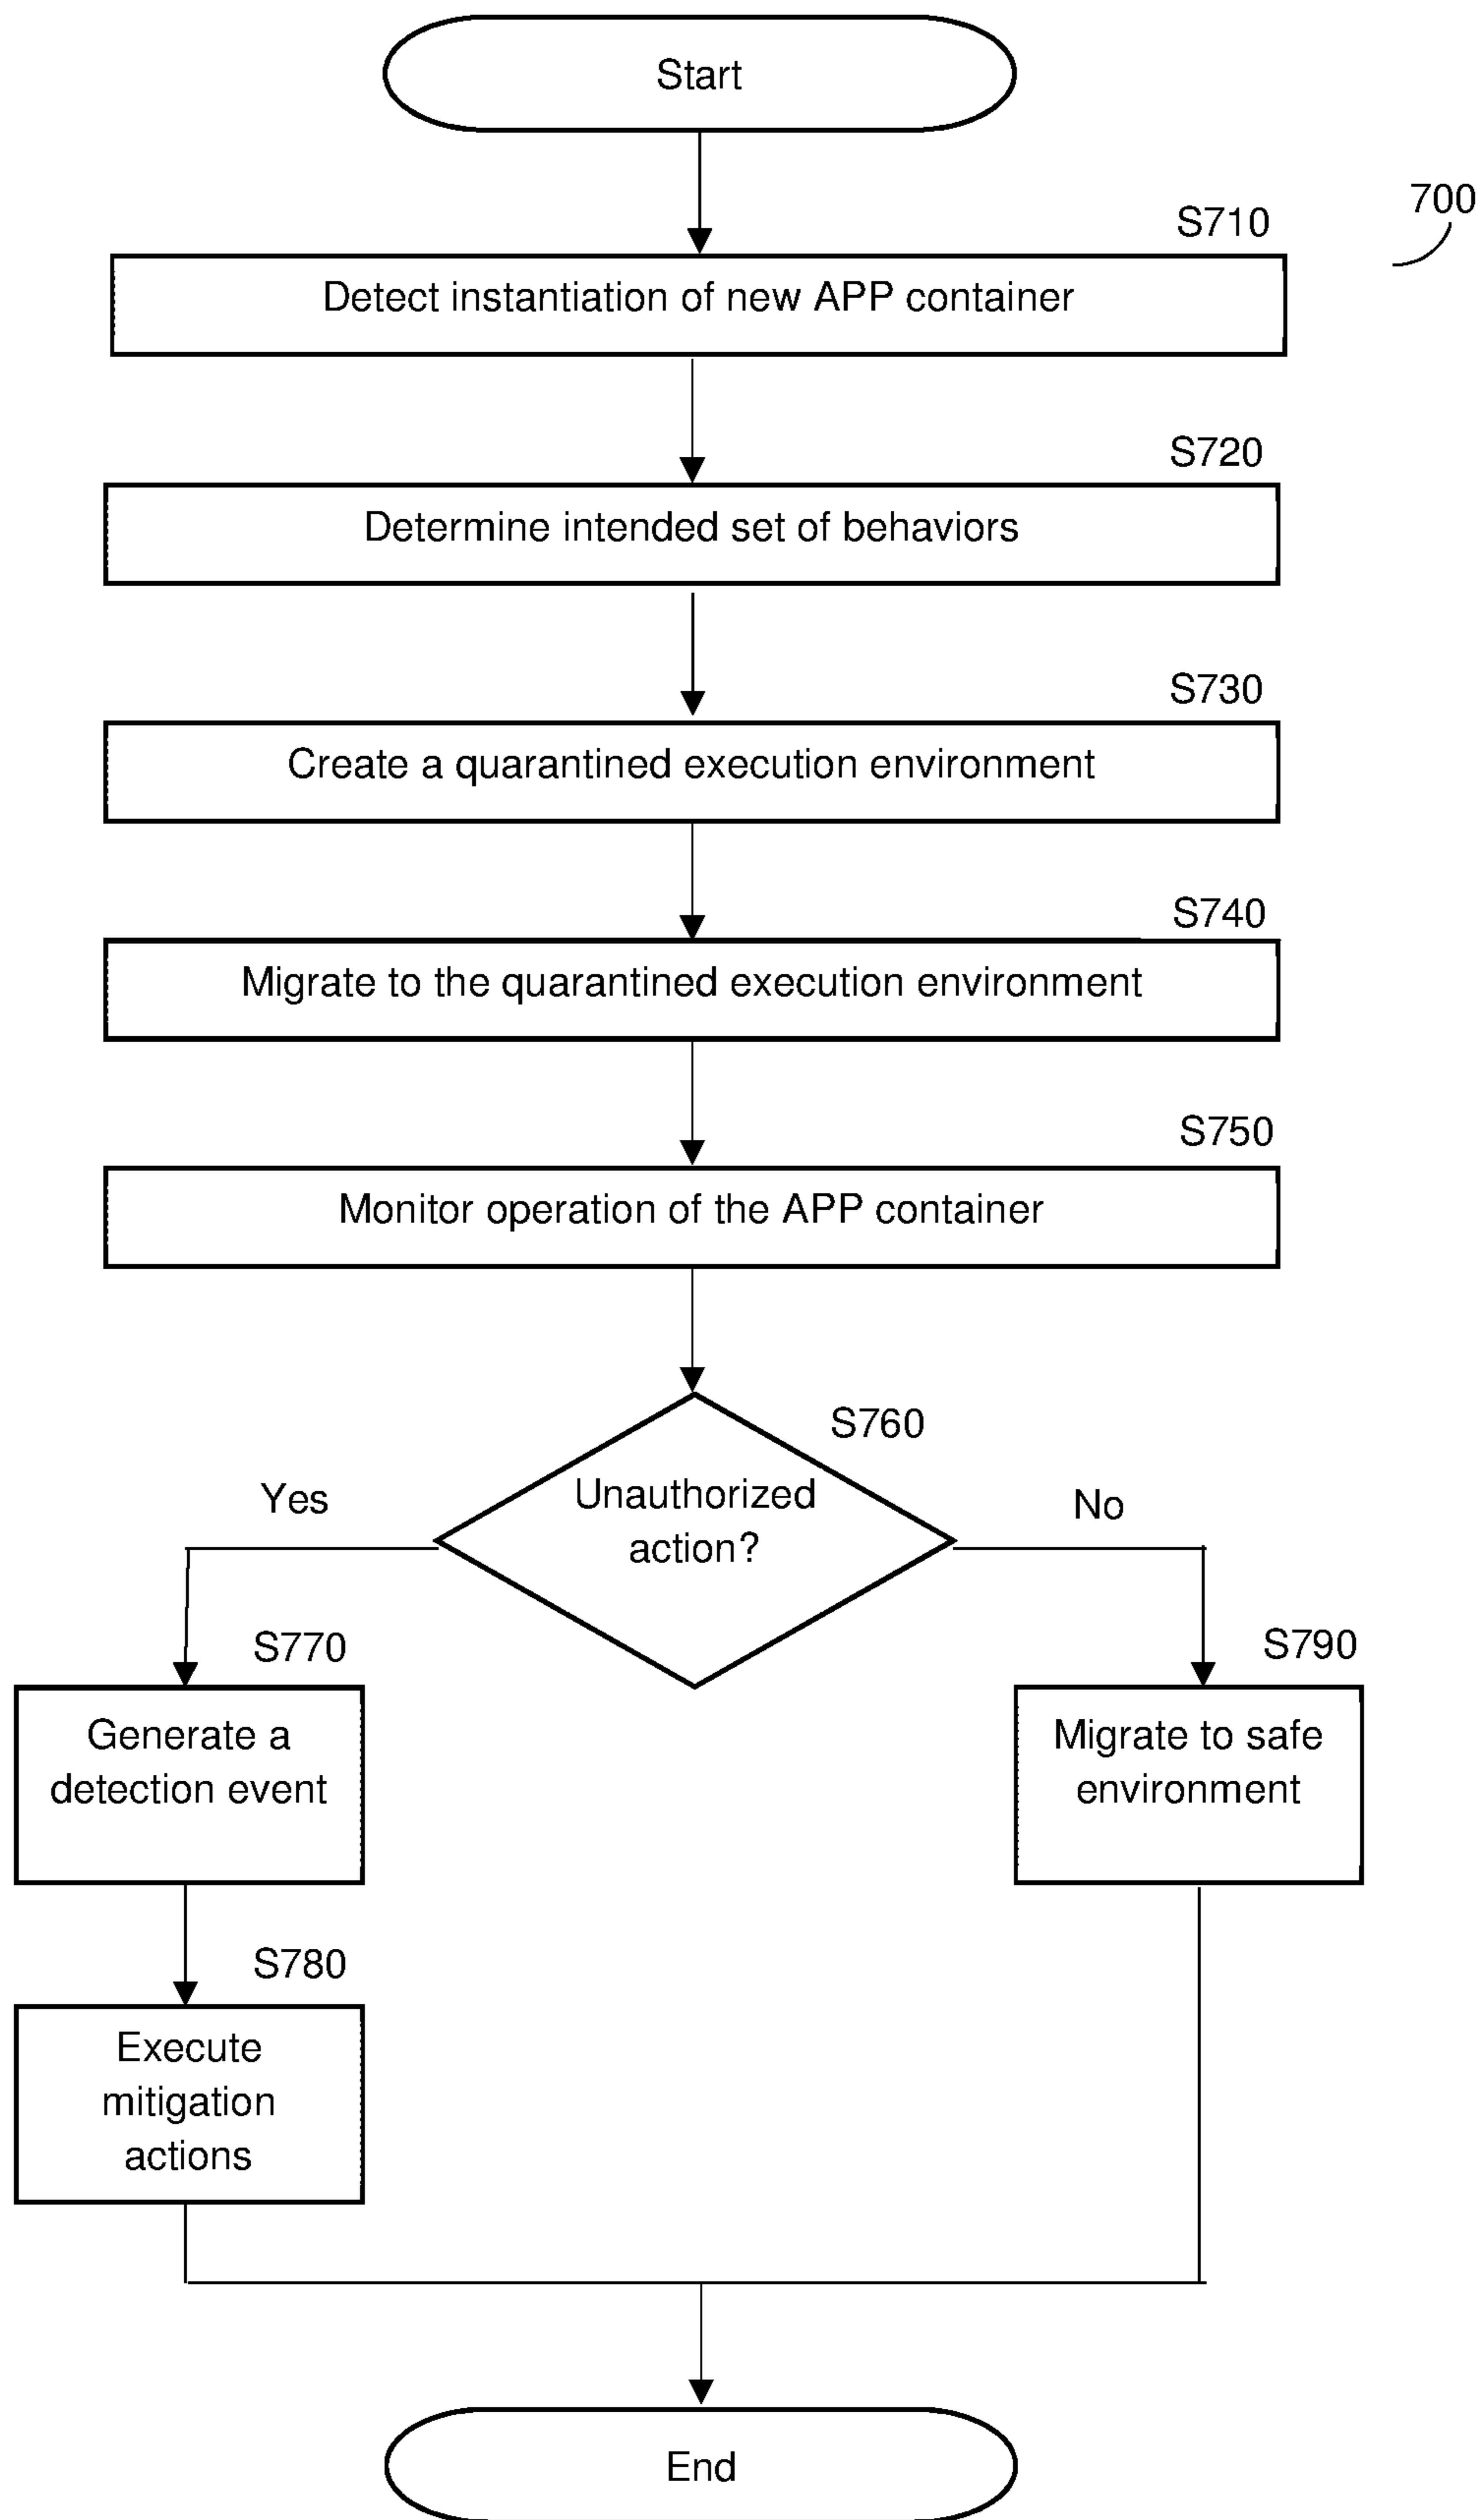 Start
700
S710
Detect instantiation of new APP container
S720
Determine intended set of behaviors
S730
Create a quarantined execution environment
S740
Migrate to the quarantined execution environment
S750
Monitor operation of the APP container
S760
Unauthorized
action?
Yes
No
S770
Generate a
detection event
S790
Migrate to safe
environment
S780
Execute
mitigation
actions
End